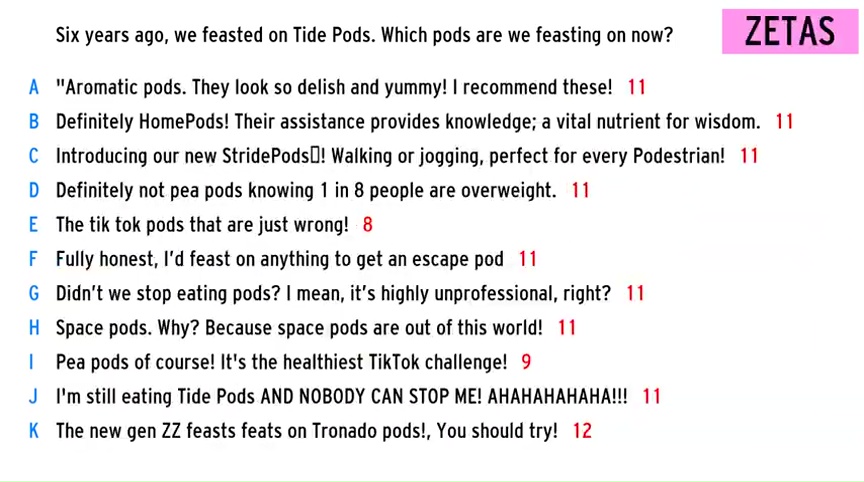 Six years ago, we feasted on Tide Pods. Which pods are we feasting on now?
ZETAS
A "Aromatic pods. They look so delish and yummy! I recommend these! 11
B Definitely HomePods! Their assistance provides knowledge; a vital nutrient for wisdom. 11
C Introducing our new StridePods▯! Walking or jogging, perfect for every Podestrian! 11
D Definitely not pea pods knowing 1 in 8 people are overweight. 11
E The tik tok pods that are just wrong! 8
F Fully honest, I’d feast on anything to get an escape pod 11
G Didn’t we stop eating pods? I mean, it’s highly unprofessional, right? 11
H Space pods. Why? Because space pods are out of this world! 11
I Pea pods of course! It's the healthiest TikTok challenge! 9
J I'm still eating Tide Pods AND NOBODY CAN STOP ME! AHAHAHAHAHA!!! 11
K The new gen ZZ feasts feats on Tronado pods!, You should try! 12